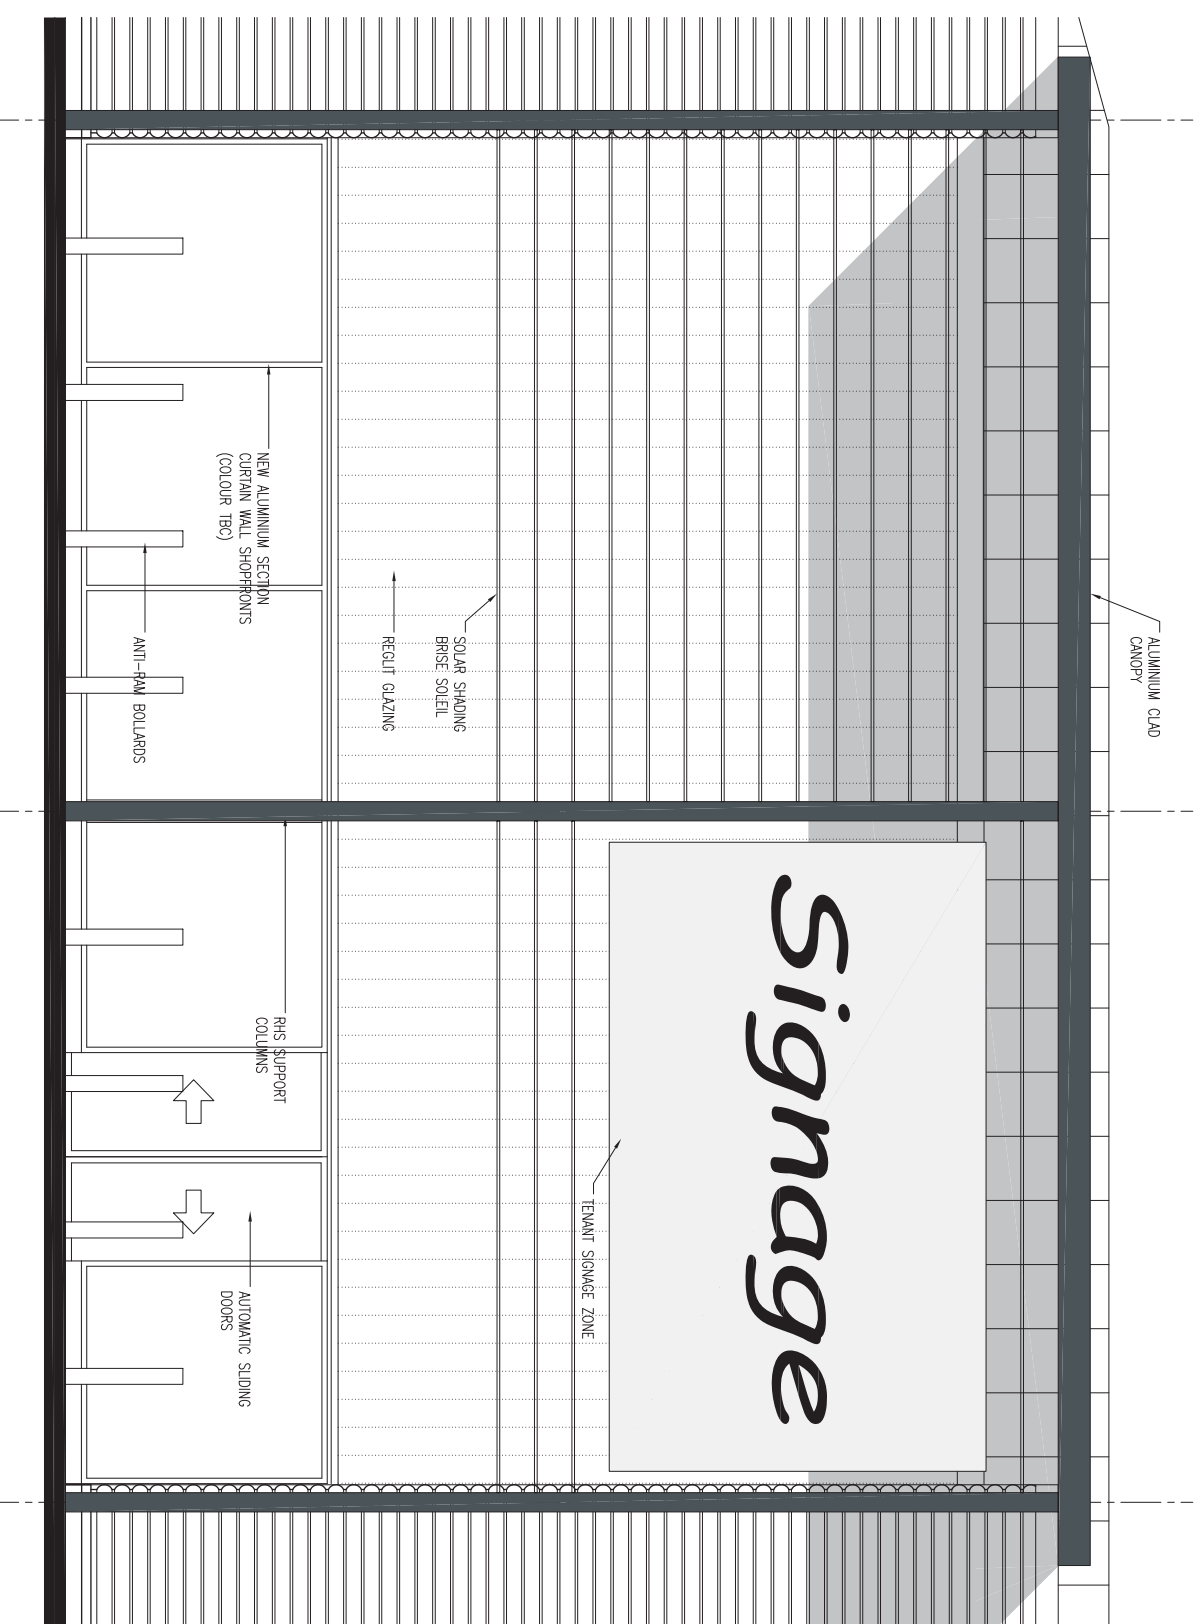 ALUMINIUM CLAD
CANOPY
Signage
TENANT SIGNAGE ZONE
SOLAR SHADING
BRISE SOLEIL
REGLIT GLAZING
NEW ALUMINIUM SECTION
CURTAIN WALL SHOPFRONTS
(COLOUR TBC)
RHS SUPPORT
COLUMNS
AUTOMATIC SLIDING
DOORS
ANTI-RAM BOLLARDS